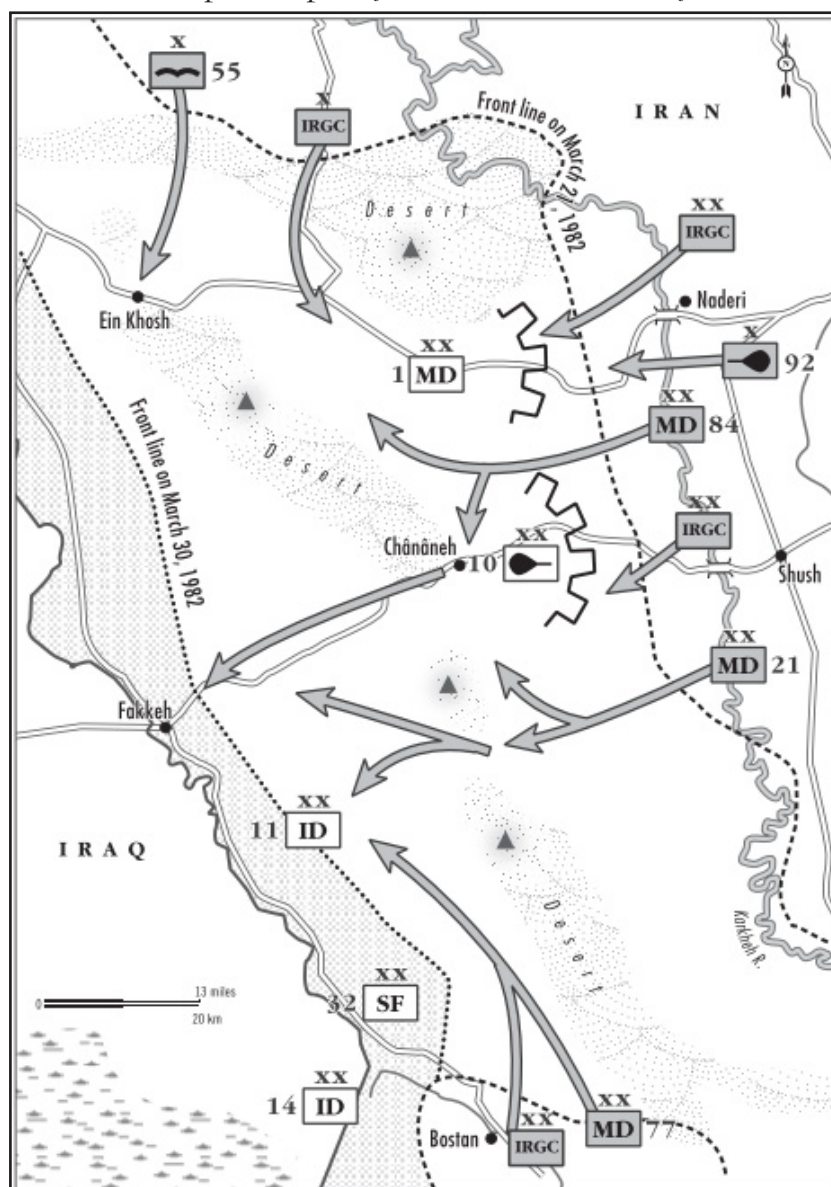 X
55
X
IRGC
N
IRAN
Front line on March 21, 1982
Desert
XX
IRGC
Naderi
Ein Khosh
XX
1 MD
X
92
XX
MD 84
Front line on March 30, 1982
Desert
XX
IRGC
Chânâneh
XX
10
Shush
XX
MD 21
Fakkeh
XX
11 ID
IRAQ
Desert
Karkheh R.
XX
32 SF
0
13 miles
20 km
XX
14 ID
Bostan
XX
IRGC
XX
MD 77